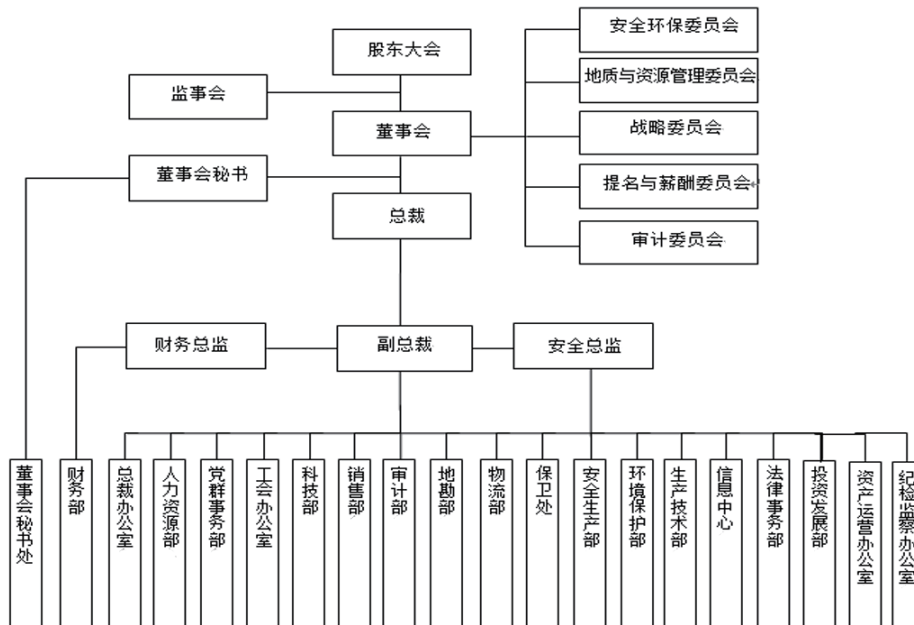 股东大会
监事会
董事会
董事会秘书
总裁
安全环保委员会
地质与资源管理委员会
战略委员会
提名与薪酬委员会
审计委员会
财务总监
副总裁
安全总监
董事会秘书处
财务部
总裁办公室
人力资源部
党群事务部
工会办公室
科技部
销售部
审计部
地勘部
物流部
保卫处
安全生产部
环境保护部
生产技术部
信息中心
法律事务部
投资发展部
资产运营办公室
纪检监察办公室